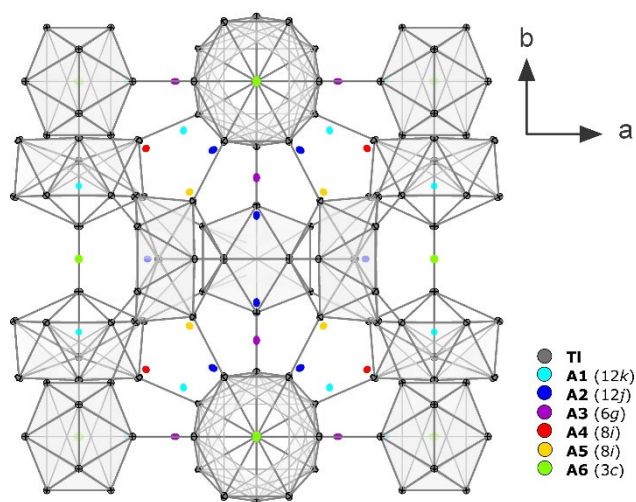 b
a
Tl
A1 (12k)
A2 (12j)
A3 (6g)
A4 (8i)
A5 (8i)
A6 (3c)